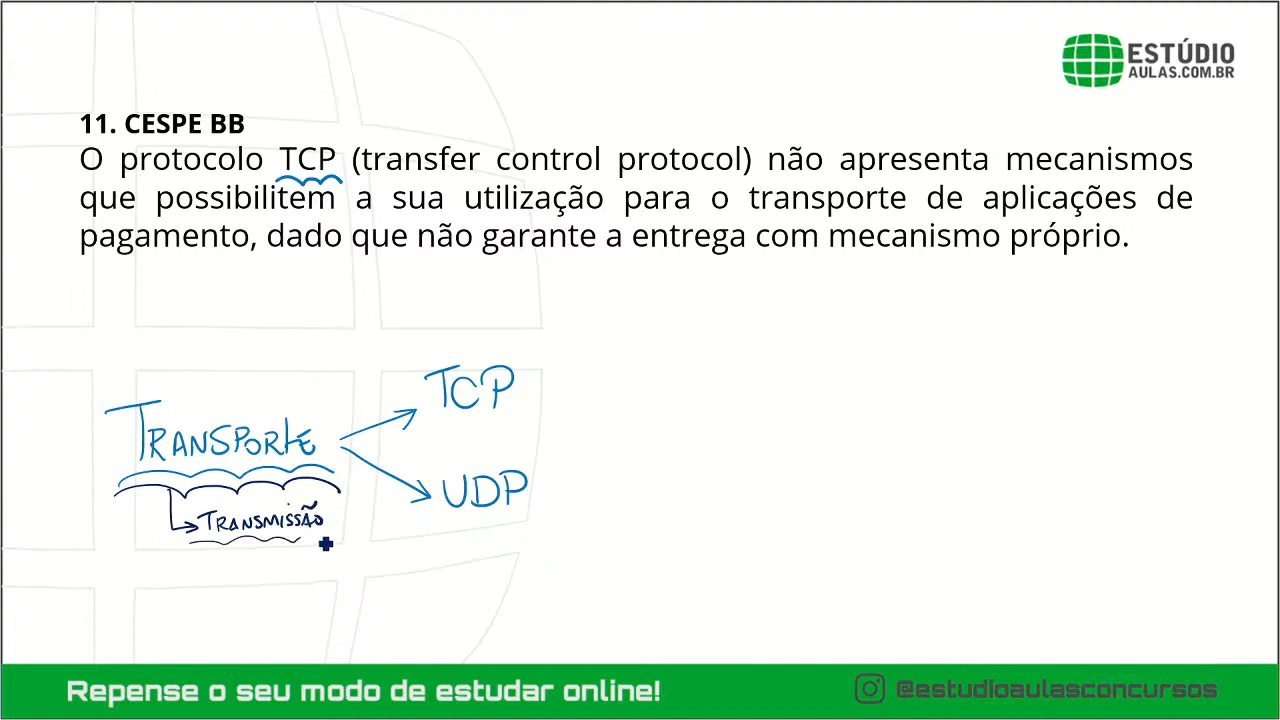 ESTÚDIO
AULAS.COM.BR
11. CESPE BB
O protocolo TCP (transfer control protocol) não apresenta mecanismos
que possibilitem a sua utilização para o transporte de aplicações de
pagamento, dado que não garante a entrega com mecanismo próprio.
TCP
TRANSPORTE
UDP
TRANSMISSÃO
Repense o seu modo de estudar online!
@estudioaulasconcursos